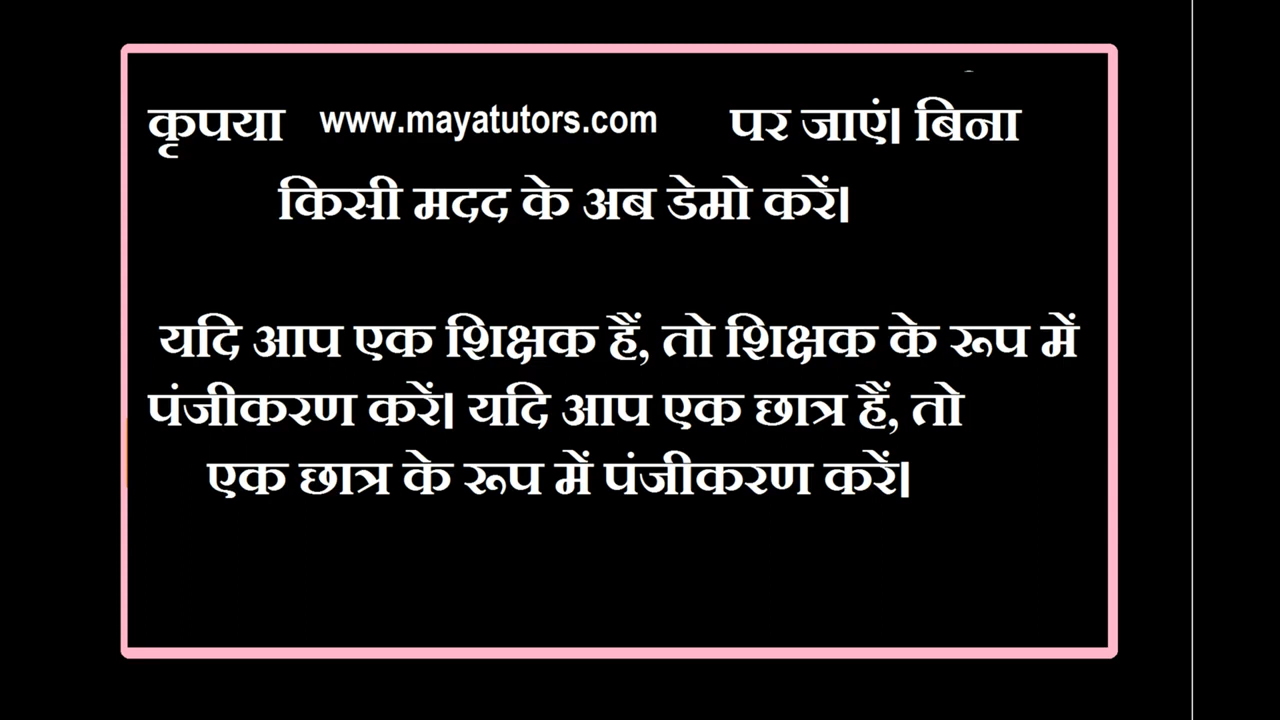 कृपया www.mayatutors.com पर जाएं। बिना
किसी मदद के अब डेमो करें।
यदि आप एक शिक्षक हैं, तो शिक्षक के रूप में
पंजीकरण करें। यदि आप एक छात्र हैं, तो
एक छात्र के रूप में पंजीकरण करें।